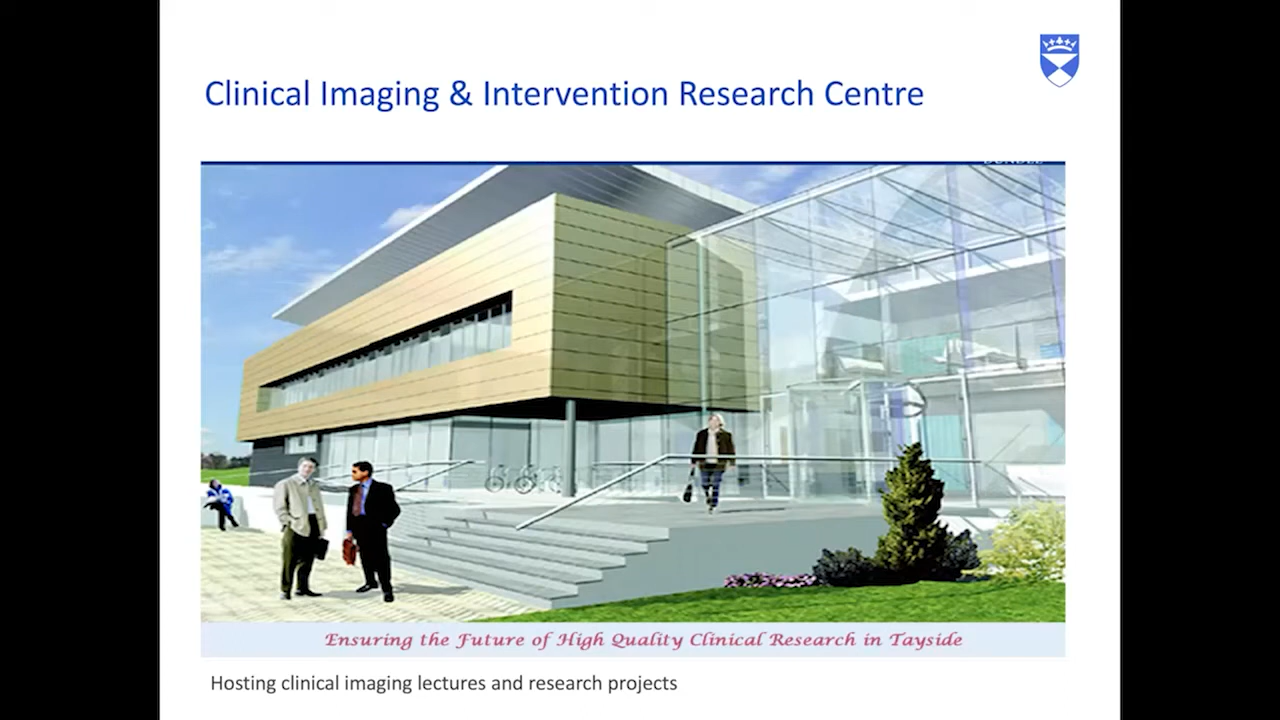 Clinical Imaging & Intervention Research Centre
Ensuring the Future of High Quality Clinical Research in Tayside
Hosting clinical imaging lectures and research projects